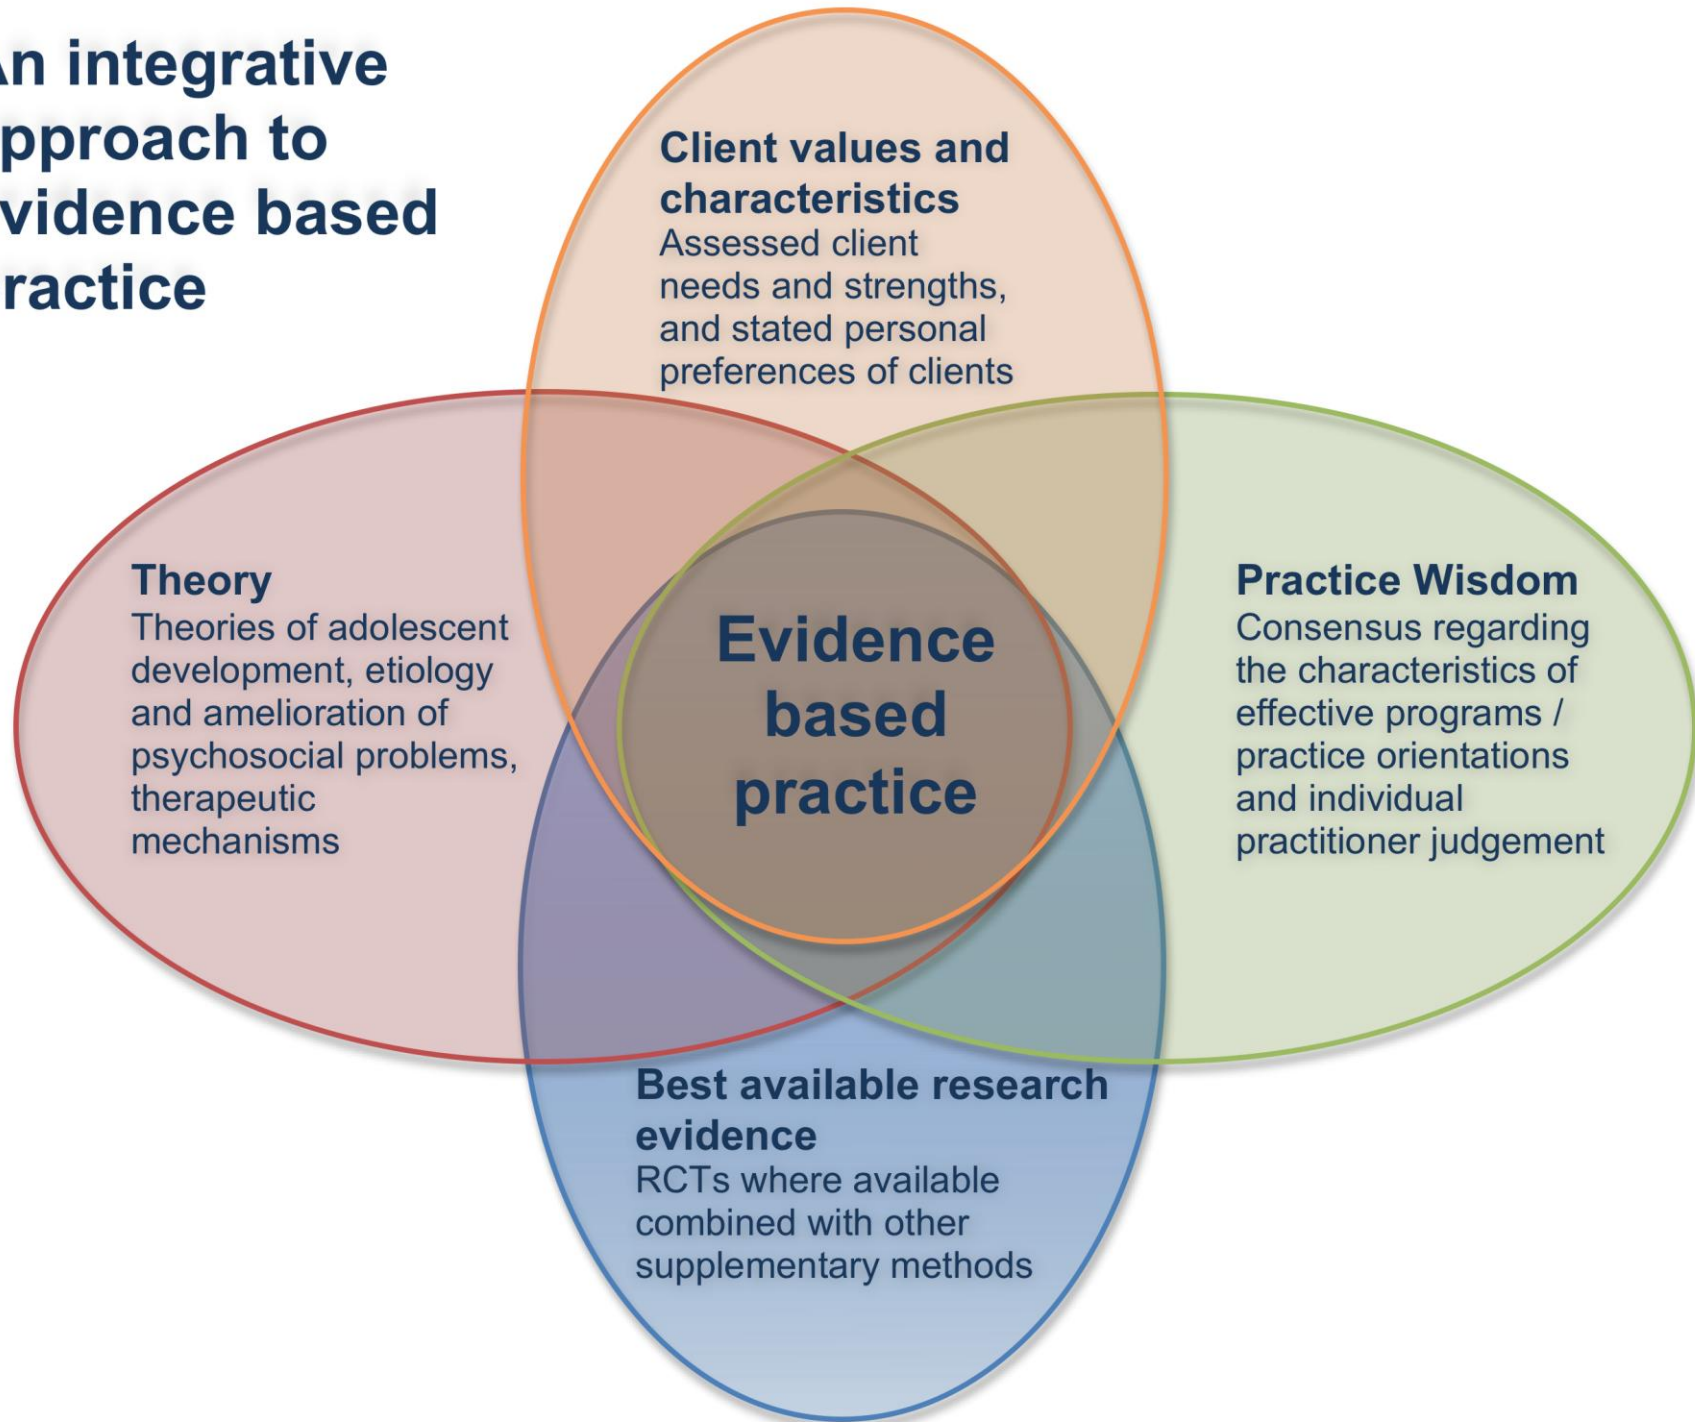 An integrative
pproach to
vidence based
ractice
Client values and
characteristics
Assessed client
needs and strengths,
and stated personal
preferences of clients
Theory
Theories of adolescent
development, etiology
and amelioration of
psychosocial problems,
therapeutic
mechanisms
Evidence
based
practice
Practice Wisdom
Consensus regarding
the characteristics of
effective programs /
practice orientations
and individual
practitioner judgement
Best available research
evidence
RCTs where available
combined with other
supplementary methods